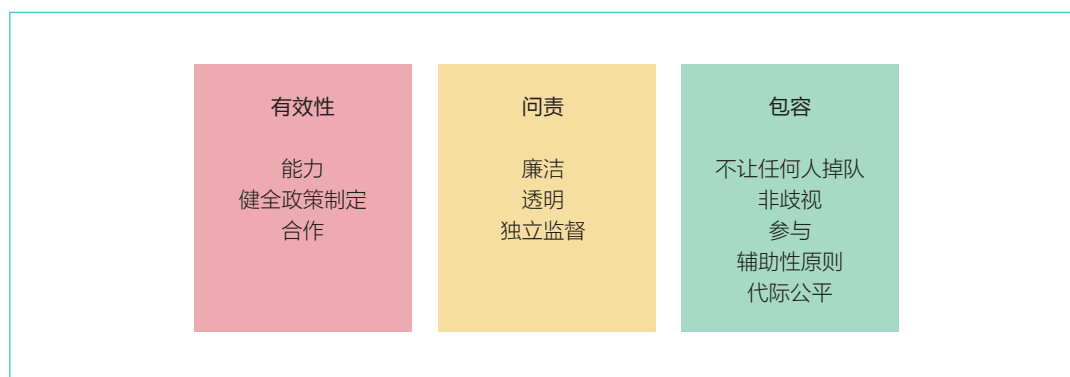 有效性
能力
健全政策制定
合作
问责
廉洁
透明
独立监督
包容
不让任何人掉队
非歧视
参与
辅助性原则
代际公平